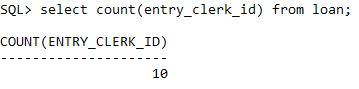 SQL> select count(entry_clerk_id) from loan;
COUNT(ENTRY_CLERK_ID)
---------------------
10